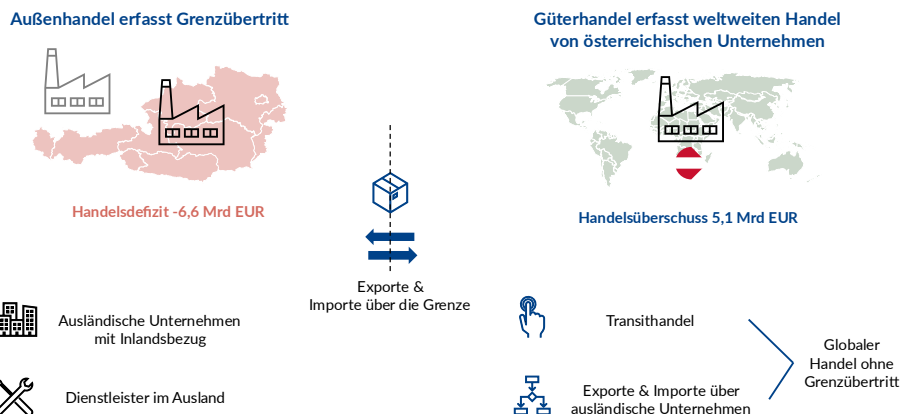 Außenhandel erfasst Grenzübertritt
Handelsdefizit -6,6 Mrd EUR
Ausländische Unternehmen
mit Inlandsbezug
Dienstleister im Ausland
Exporte &
Importe über die Grenze
Güterhandel erfasst weltweiten Handel
von österreichischen Unternehmen
Handelsüberschuss 5,1 Mrd EUR
Transithandel
Exporte & Importe über
ausländische Unternehmen
Globaler
Handel ohne
Grenzübertritt